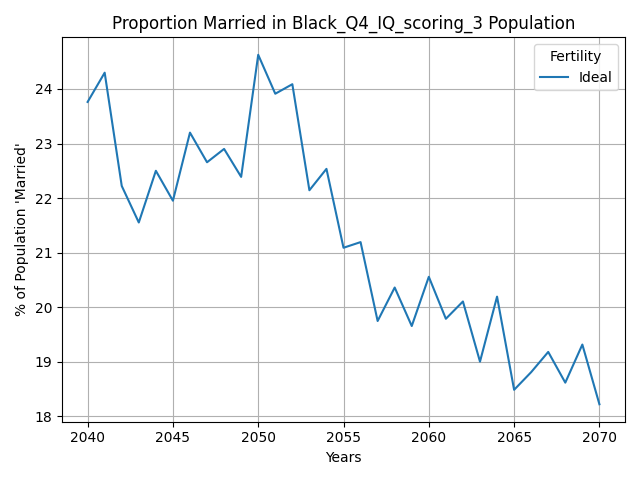 Proportion Married in Black_Q4_IQ_scoring_3 Population
Fertility
Ideal
% of Population 'Married'
24
23
22
21
20
19
18
2040 2045 2050 2055 2060 2065 2070
Years